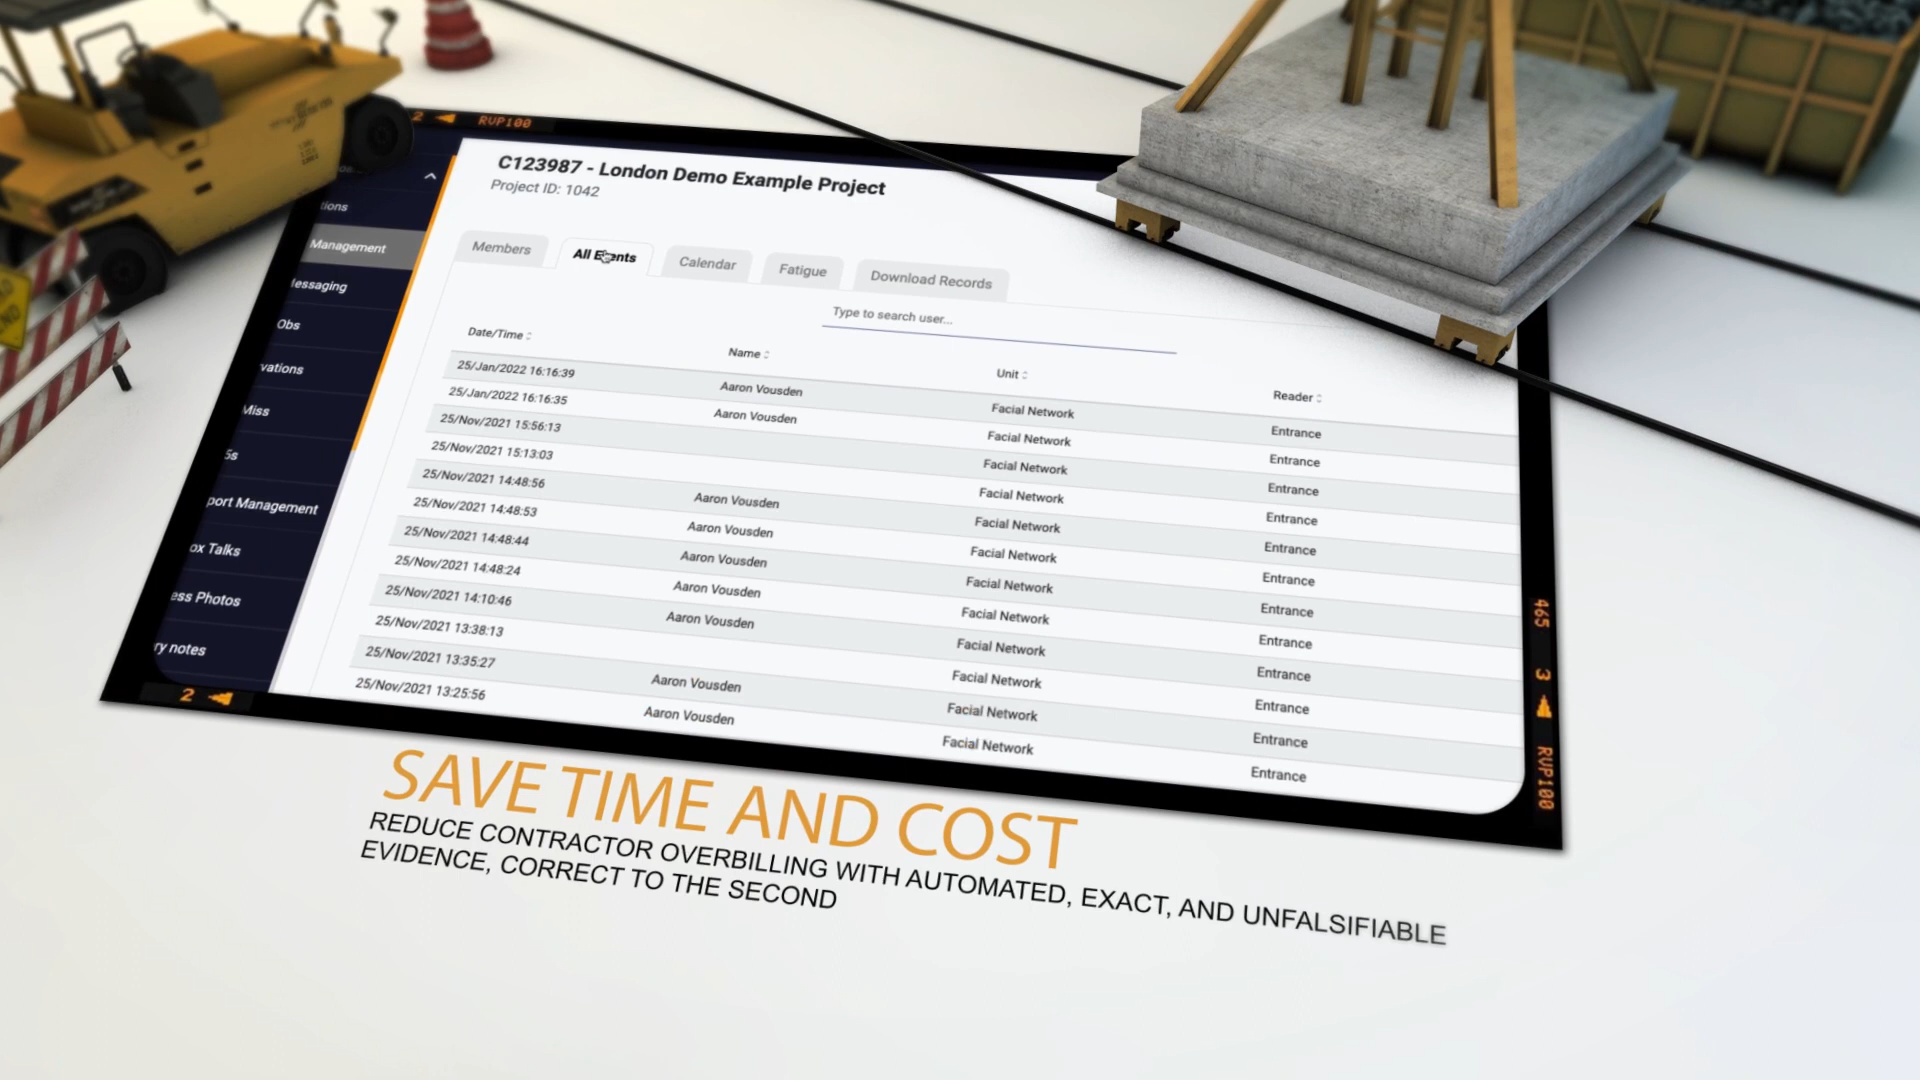 2 RVP100
C123987 - London Demo Example Project
Project ID: 1042
Members All Events Calendar Fatigue Download Records
Type to search user...
Date/Time Name Unit Reader
25/Jan/2022 16:16:39 Aaron Vousden Facial Network Entrance
25/Jan/2022 16:16:35 Aaron Vousden Facial Network Entrance
25/Nov/2021 15:56:13 Facial Network Entrance
25/Nov/2021 15:13:03 Facial Network Entrance
25/Nov/2021 14:48:56 Aaron Vousden Facial Network Entrance
25/Nov/2021 14:48:53 Aaron Vousden Facial Network Entrance
25/Nov/2021 14:48:44 Aaron Vousden Facial Network Entrance
25/Nov/2021 14:48:24 Aaron Vousden Facial Network Entrance
25/Nov/2021 14:10:46 Aaron Vousden Facial Network Entrance
25/Nov/2021 13:38:13 Facial Network Entrance
25/Nov/2021 13:35:27 Aaron Vousden Facial Network Entrance
25/Nov/2021 13:25:56 Aaron Vousden Facial Network Entrance
tions
Management
essaging
Obs
vations
Miss
5s
port Management
ox Talks
ess Photos
ry notes
2
465 3 RVP100
SAVE TIME AND COST
REDUCE CONTRACTOR OVERBILLING WITH AUTOMATED, EXACT, AND UNFALSIFIABLE
EVIDENCE, CORRECT TO THE SECOND